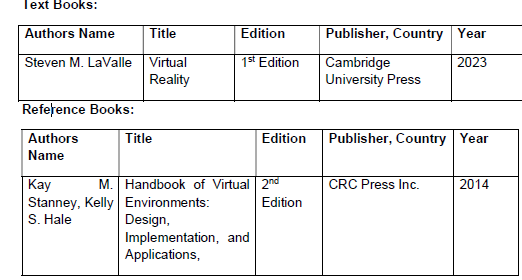 Text Books:
Authors Name Title Edition Publisher, Country Year
Steven M. LaValle Virtual 1st Edition Cambridge 2023
Reality University Press
Reference Books:
Authors Title Edition Publisher, Country Year
Name
Kay M. Handbook of Virtual 2nd CRC Press Inc. 2014
Stanney, Kelly Environments: Edition
S. Hale Design,
Implementation, and
Applications,